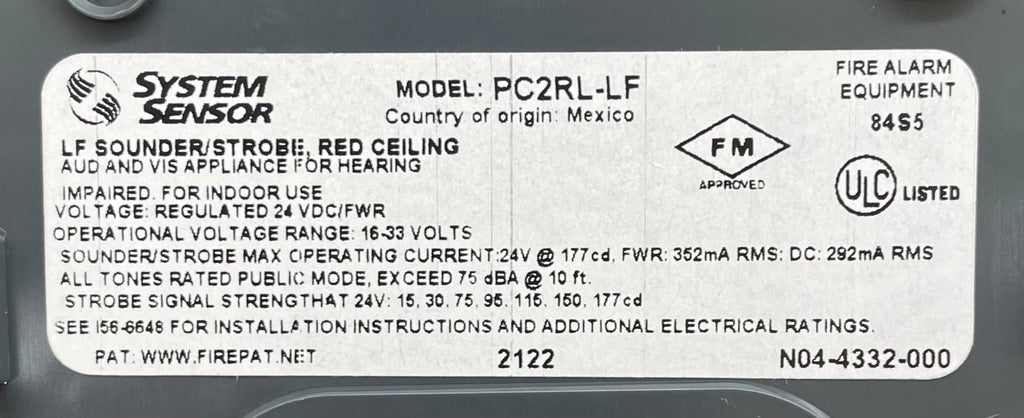 SYSTEM SENSOR
MODEL: PC2RL-LF
Country of origin: Mexico
FIRE ALARM
EQUIPMENT
84S5
FM
APPROVED
ULC LISTED
LF SOUNDER/STROBE, RED CEILING
AUD AND VIS APPLIANCE FOR HEARING
IMPAIRED. FOR INDOOR USE
VOLTAGE: REGULATED 24 VDC/FWR
OPERATIONAL VOLTAGE RANGE: 16-33 VOLTS
SOUNDER/STROBE MAX OPERATING CURRENT:24V @ 177cd, FWR: 352mA RMS: DC: 292mA RMS
ALL TONES RATED PUBLIC MODE, EXCEED 75 dBA @ 10 ft.
STROBE SIGNAL STRENGTHAT 24V: 15, 30, 75, 95, 115, 150, 177cd
SEE I56-6648 FOR INSTALLATION INSTRUCTIONS AND ADDITIONAL ELECTRICAL RATINGS.
PAT: WWW.FIREPAT.NET
2122
N04-4332-000